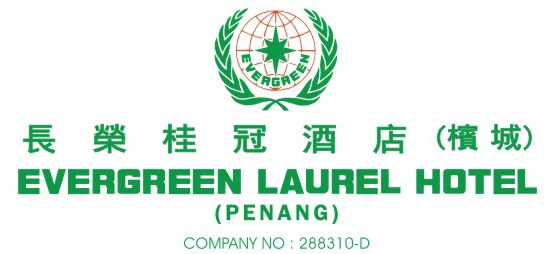 EVERGREEN
長榮桂冠酒店(檳城)
EVERGREEN LAUREL HOTEL
(PENANG)
COMPANY NO : 288310-D